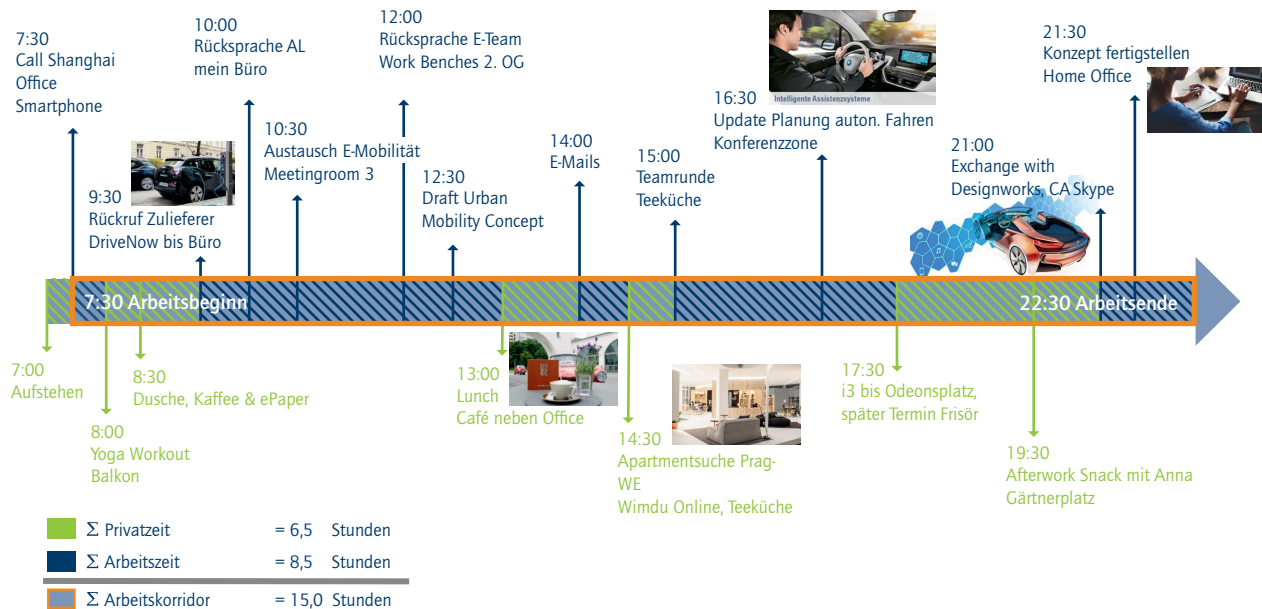 7:30
Call Shanghai
Office
Smartphone
9:30
Rückruf Zulieferer
DriveNow bis Büro
10:00
Rücksprache AL
mein Büro
10:30
Austausch E-Mobilität
Meetingroom 3
12:00
Rücksprache E-Team
Work Benches 2. OG
12:30
Draft Urban
Mobility Concept
14:00
E-Mails
15:00
Teamrunde
Teeküche
Intelligente Assistenzsysteme
16:30
Update Planung auton. Fahren
Konferenzzone
21:00
Exchange with
Designworks, CA Skype
21:30
Konzept fertigstellen
Home Office
7:30 Arbeitsbeginn
22:30 Arbeitsende
7:00
Aufstehen
8:00
Yoga Workout
Balkon
8:30
Dusche, Kaffee & ePaper
13:00
Lunch
Café neben Office
14:30
Apartmentsuche Prag-
WE
Wimdu Online, Teeküche
17:30
i3 bis Odeonsplatz,
später Termin Frisör
19:30
Afterwork Snack mit Anna
Gärtnerplatz
Σ Privatzeit = 6,5 Stunden
Σ Arbeitszeit = 8,5 Stunden
Σ Arbeitskorridor = 15,0 Stunden